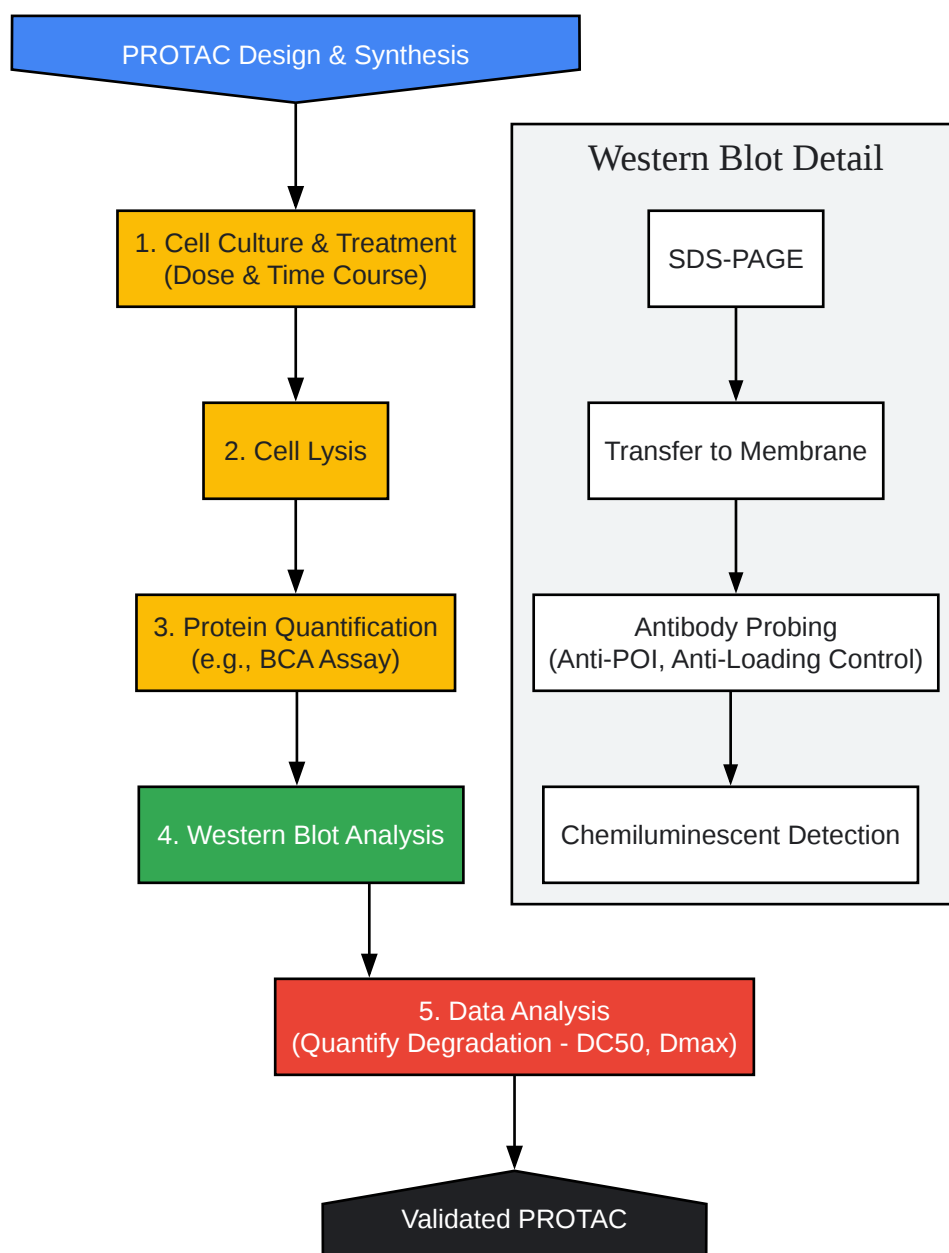 PROTAC Design & Synthesis
1. Cell Culture & Treatment
(Dose & Time Course)
2. Cell Lysis
3. Protein Quantification
(e.g., BCA Assay)
4. Western Blot Analysis
5. Data Analysis
(Quantify Degradation - DC50, Dmax)
Validated PROTAC
Western Blot Detail
SDS-PAGE
Transfer to Membrane
Antibody Probing
(Anti-POI, Anti-Loading Control)
Chemiluminescent Detection